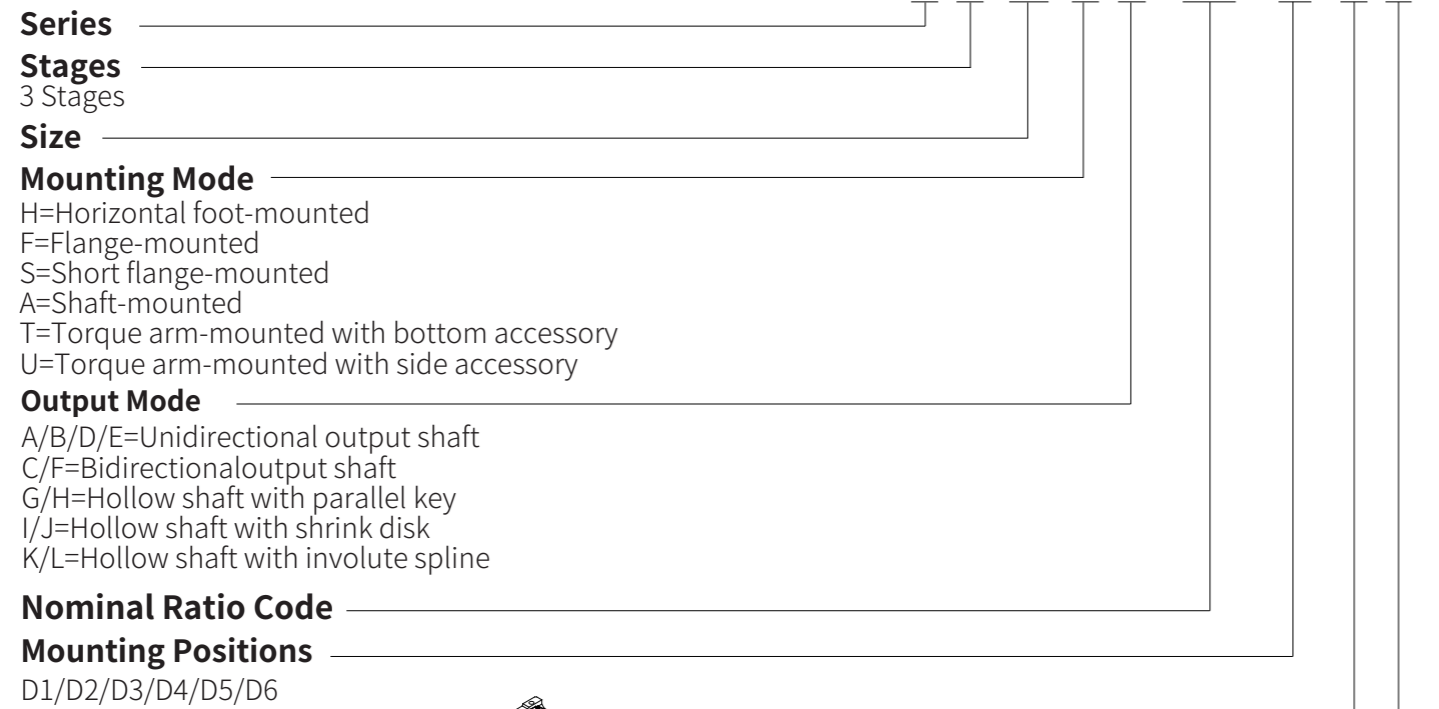 Series
Stages
3 Stages
Size
Mounting Mode
H=Horizontal foot-mounted
F=Flange-mounted
S=Short flange-mounted
A=Shaft-mounted
T=Torque arm-mounted with bottom accessory
U=Torque arm-mounted with side accessory
Output Mode
A/B/D/E=Unidirectional output shaft
C/F=Bidirectionaloutput shaft
G/H=Hollow shaft with parallel key
I/J=Hollow shaft with shrink disk
K/L=Hollow shaft with involute spline
Nominal Ratio Code
Mounting Positions
D1/D2/D3/D4/D5/D6